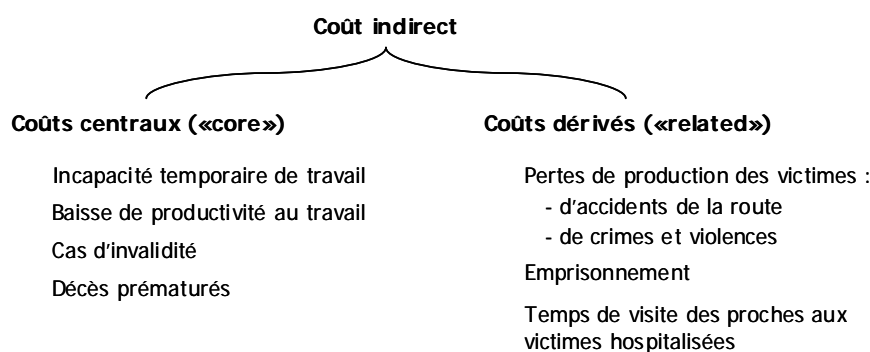 Coût indirect
Coûts centraux («core»)
Incapacité temporaire de travail
Baisse de productivité au travail
Cas d'invalidité
Décès prématurés
Coûts dérivés («related»)
Pertes de production des victimes :
- d'accidents de la route
- de crimes et violences
Emprisonnement
Temps de visite des proches aux
victimes hospitalisées